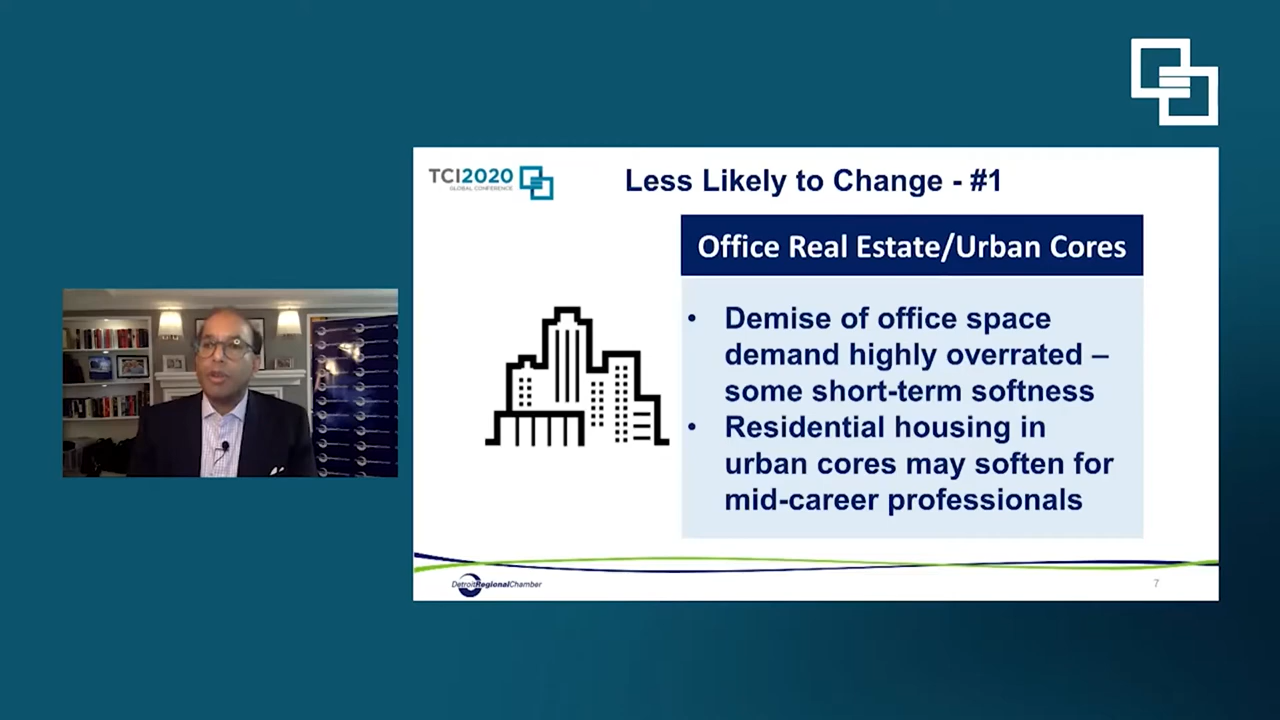 TCI2020
GLOBAL CONFERENCE
Less Likely to Change - #1
Office Real Estate/Urban Cores
• Demise of office space
demand highly overrated –
some short-term softness
• Residential housing in
urban cores may soften for
mid-career professionals
DetroitRegionalChamber
7